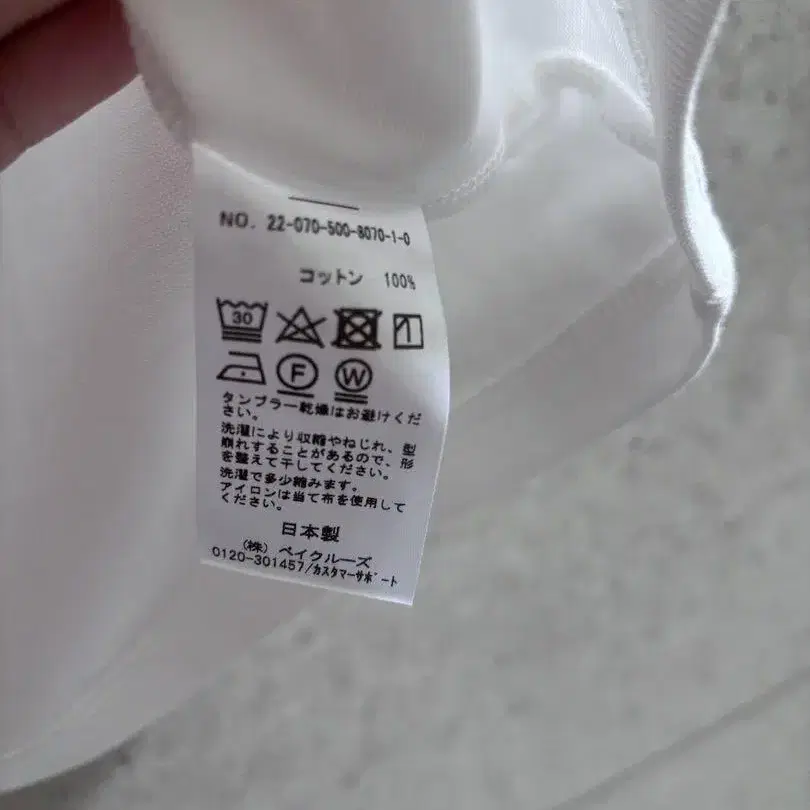 NO. 22-070-500-8070-1-0
コットン 100%
30
F W
タンブラー乾燥はお避けくだ
さい。
洗濯により収縮やねじれ、型
崩れすることがあるので、形
を整えて干してください。
洗濯で多少縮みます。
アイロンは当て布を使用して
ください。
日本製
(株) ベイクルーズ
0120-301457/カスタマーサポート